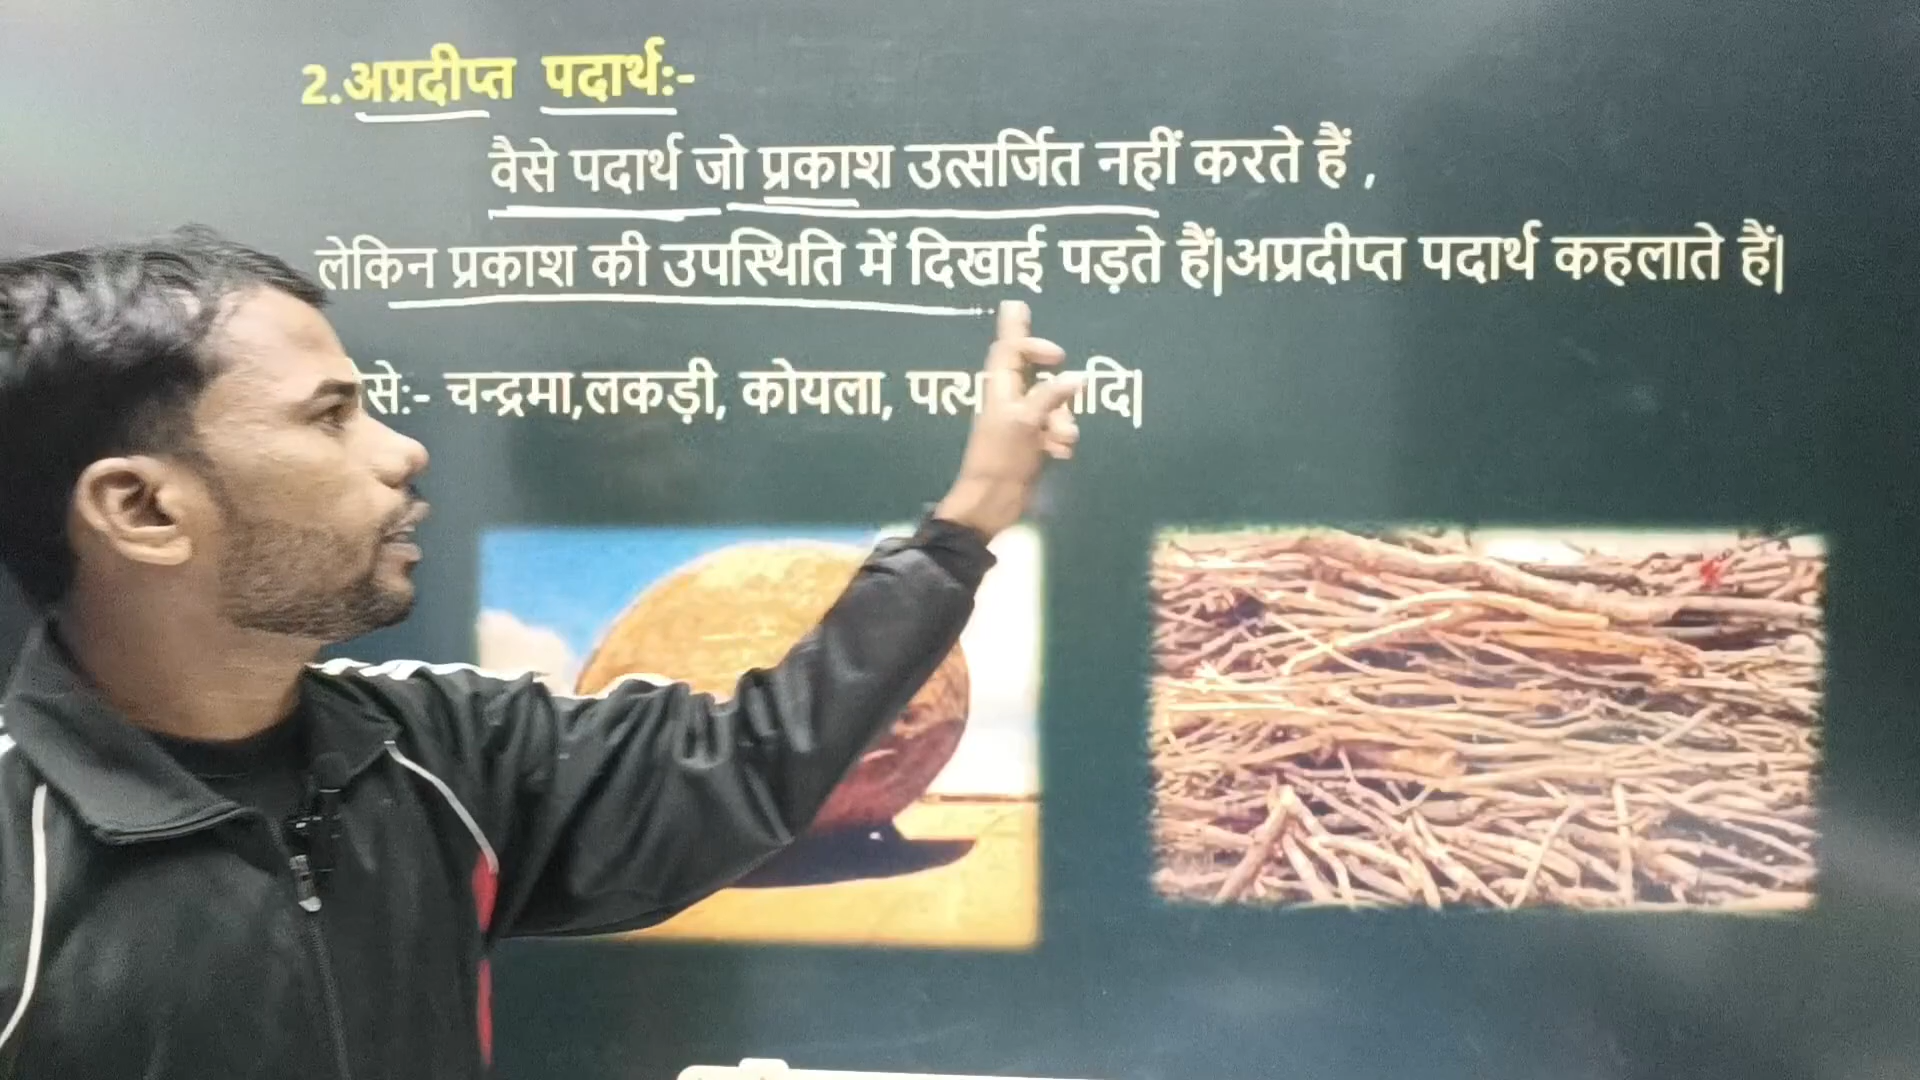 2.अप्रदीप्त पदार्थ:-
वैसे पदार्थ जो प्रकाश उत्सर्जित नहीं करते हैं ,
लेकिन प्रकाश की उपस्थिति में दिखाई पड़ते हैं|अप्रदीप्त पदार्थ कहलाते हैं|
चन्द्रमा,लकड़ी, कोयला,